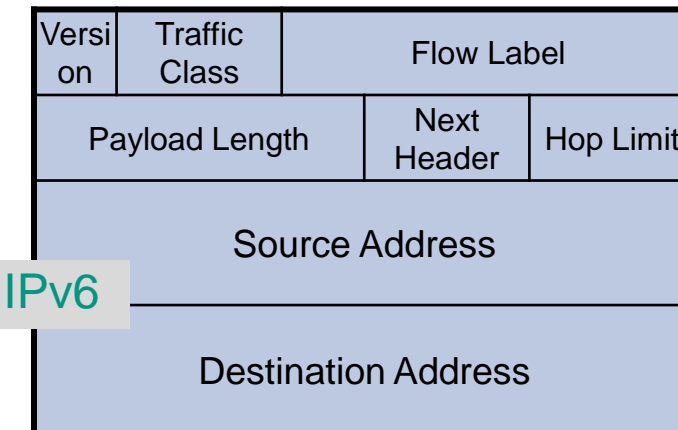 Versi
on
Traffic
Class
Flow Label
Payload Length
Next
Header
Hop Limit
Source Address
IPv6
Destination Address